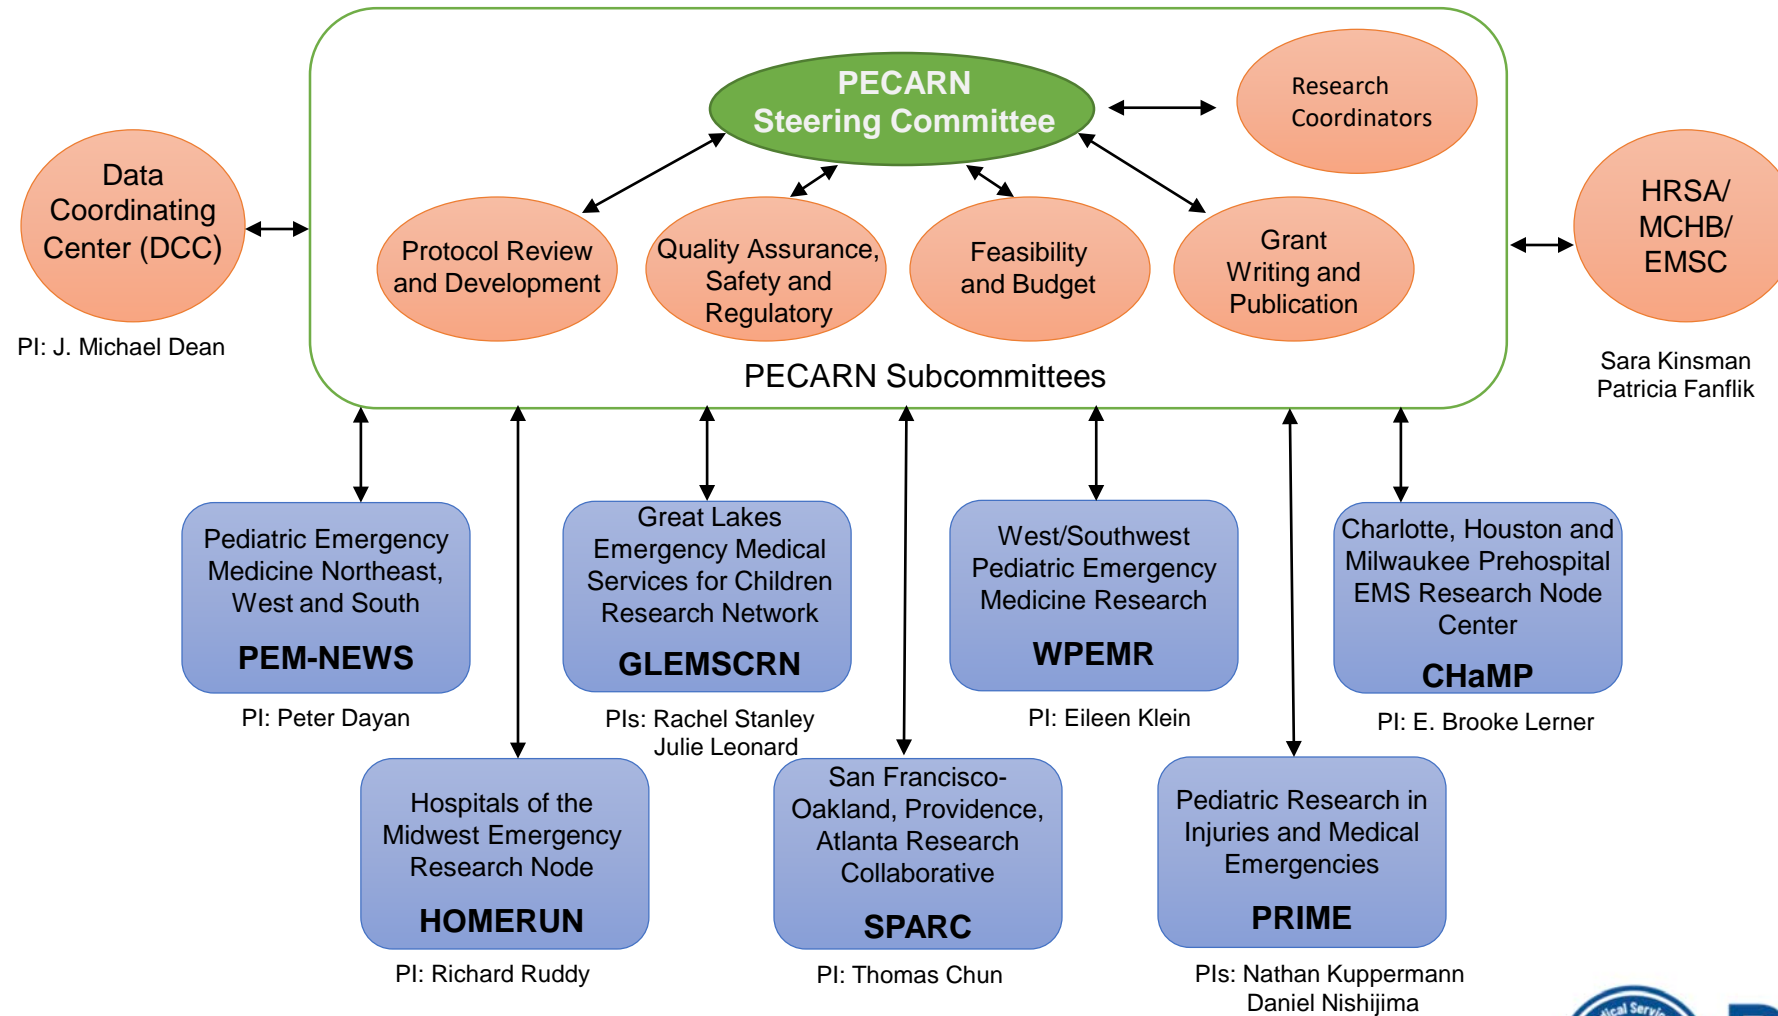 PECARN
Steering Committee
Research
Coordinators
Data
Coordinating
Center (DCC)
PI: J. Michael Dean
HRSA/
MCHB/
EMSC
Sara Kinsman
Patricia Fanflik
Protocol Review
and Development
Quality Assurance,
Safety and
Regulatory
Feasibility
and Budget
Grant
Writing and
Publication
PECARN Subcommittees
Pediatric Emergency
Medicine Northeast,
West and South
PEM-NEWS
PI: Peter Dayan
Great Lakes
Emergency Medical
Services for Children
Research Network
GLEMSCRN
PIs: Rachel Stanley
Julie Leonard
West/Southwest
Pediatric Emergency
Medicine Research
WPEMR
PI: Eileen Klein
Charlotte, Houston and
Milwaukee Prehospital
EMS Research Node
Center
CHaMP
PI: E. Brooke Lerner
Hospitals of the
Midwest Emergency
Research Node
HOMERUN
PI: Richard Ruddy
San Francisco-
Oakland, Providence,
Atlanta Research
Collaborative
SPARC
PI: Thomas Chun
Pediatric Research in
Injuries and Medical
Emergencies
PRIME
PIs: Nathan Kuppermann
Daniel Nishijima